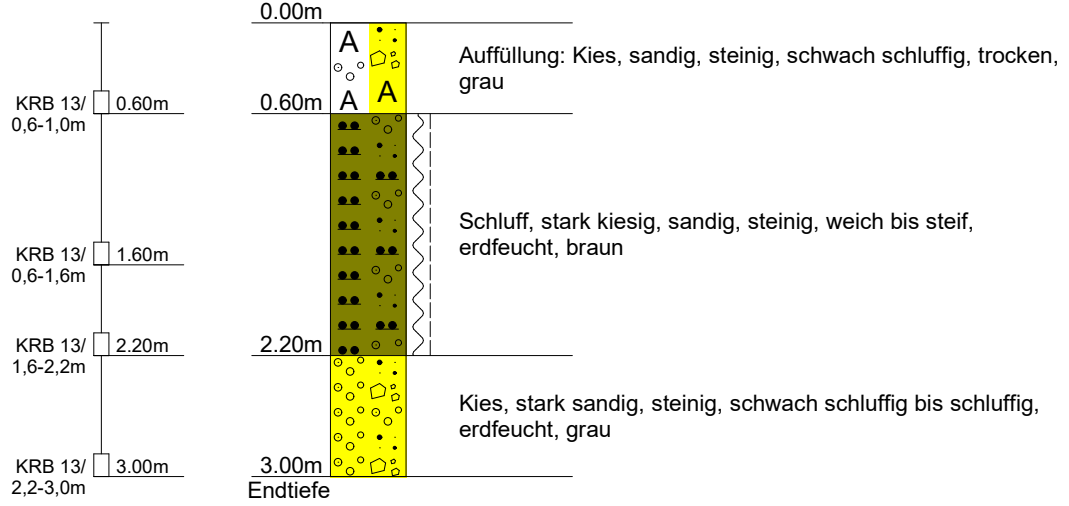 0.00m
A
A
A
Auffüllung: Kies, sandig, steinig, schwach schluffig, trocken,
grau
KRB 13/
0,6-1,0m
0.60m
0.60m
Schluff, stark kiesig, sandig, steinig, weich bis steif,
erdfeucht, braun
KRB 13/
0,6-1,6m
1.60m
KRB 13/
1,6-2,2m
2.20m
2.20m
Kies, stark sandig, steinig, schwach schluffig bis schluffig,
erdfeucht, grau
KRB 13/
2,2-3,0m
3.00m
3.00m
Endtiefe